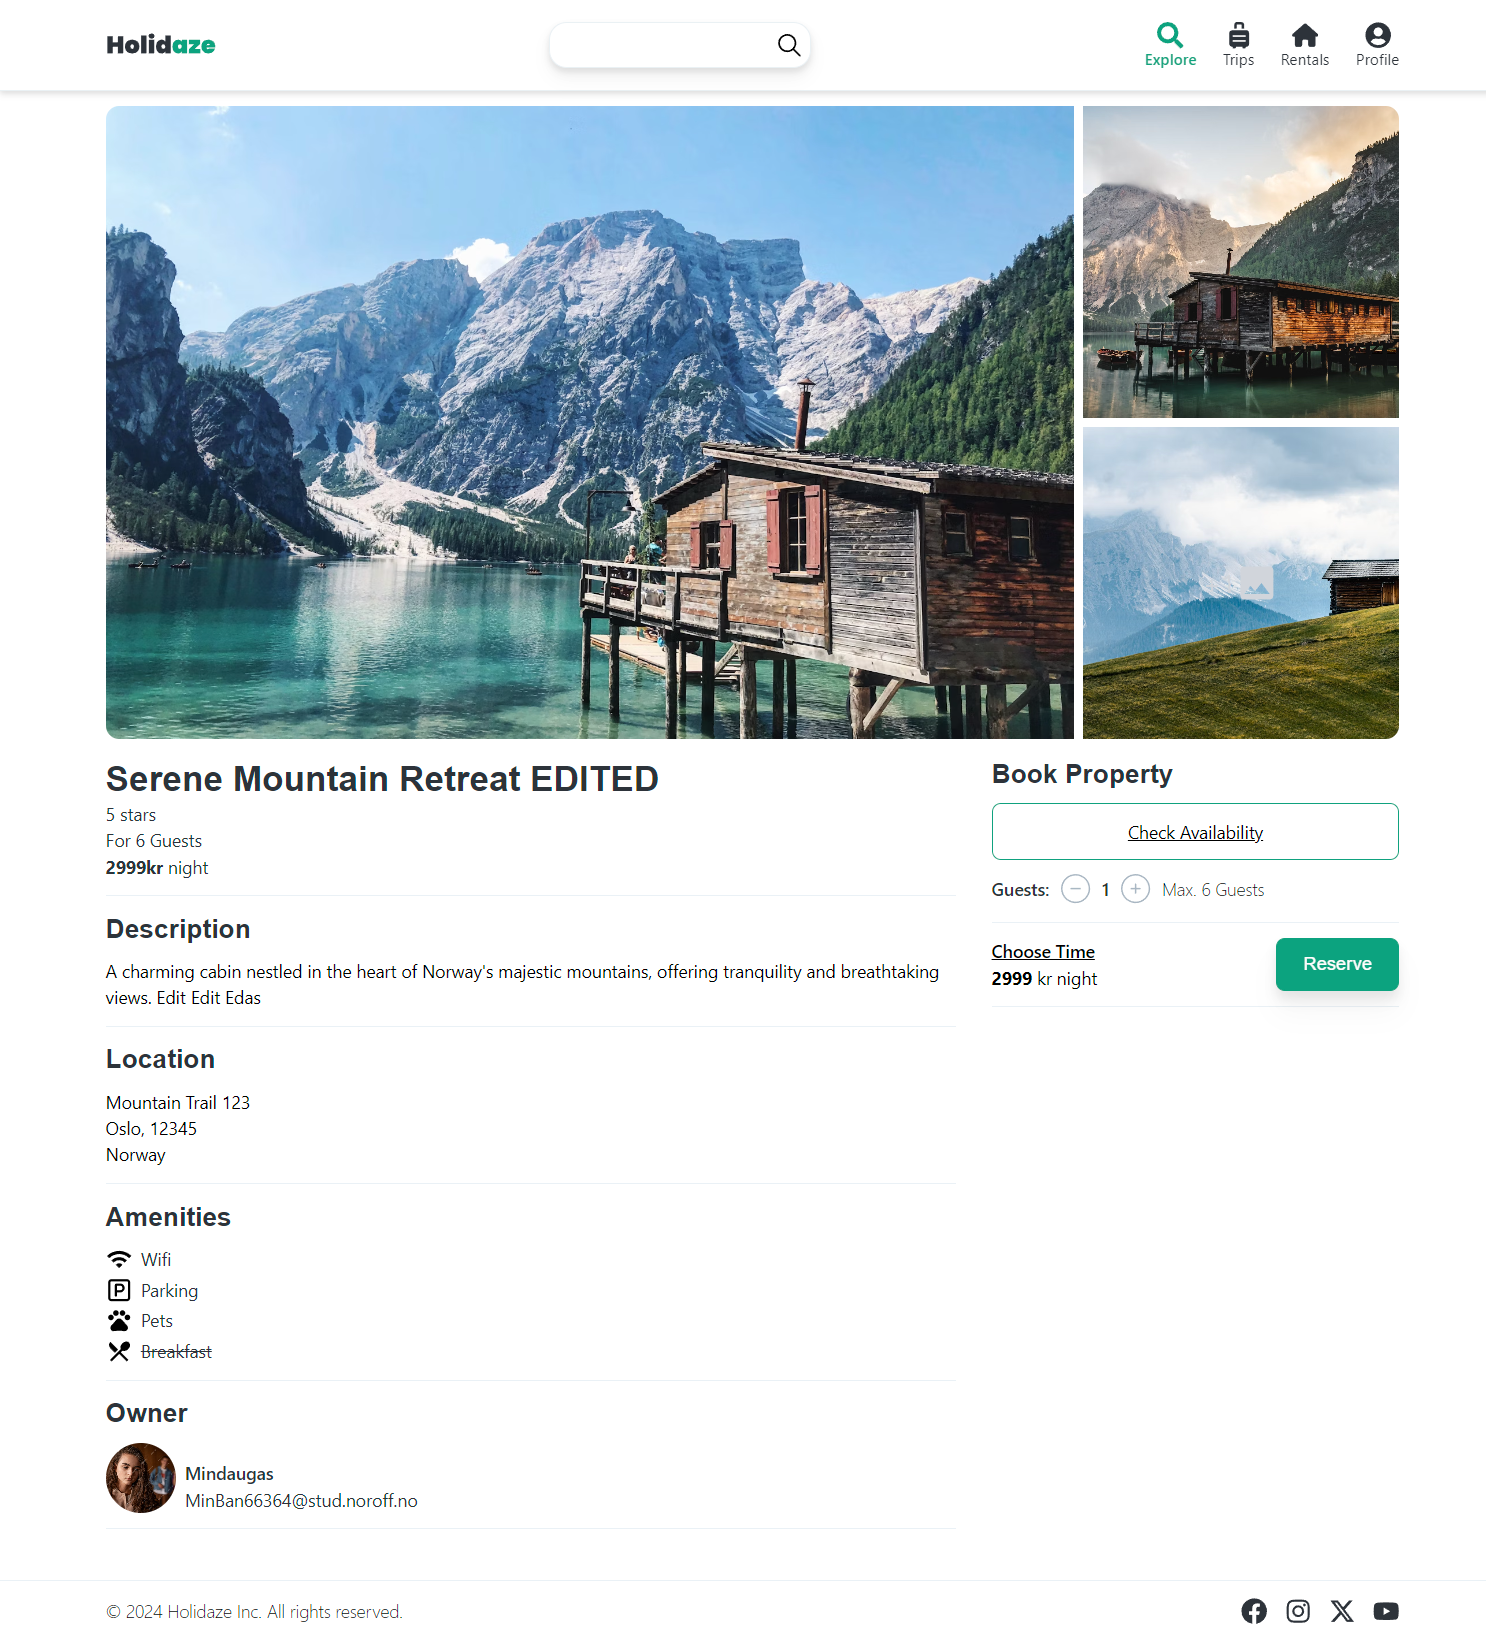 Holidaze
Explore
Trips
Rentals
Profile
Serene Mountain Retreat EDITED
5 stars
For 6 Guests
2999kr night
Description
A charming cabin nestled in the heart of Norway's majestic mountains, offering tranquility and breathtaking
views. Edit Edit Edas
Location
Mountain Trail 123
Oslo, 12345
Norway
Amenities
Wifi
Parking
Pets
Breakfast
Owner
Mindaugas
MinBan66364@stud.noroff.no
Book Property
Check Availability
Guests: 1 Max. 6 Guests
Choose Time
2999 kr night
Reserve
© 2024 Holidaze Inc. All rights reserved.